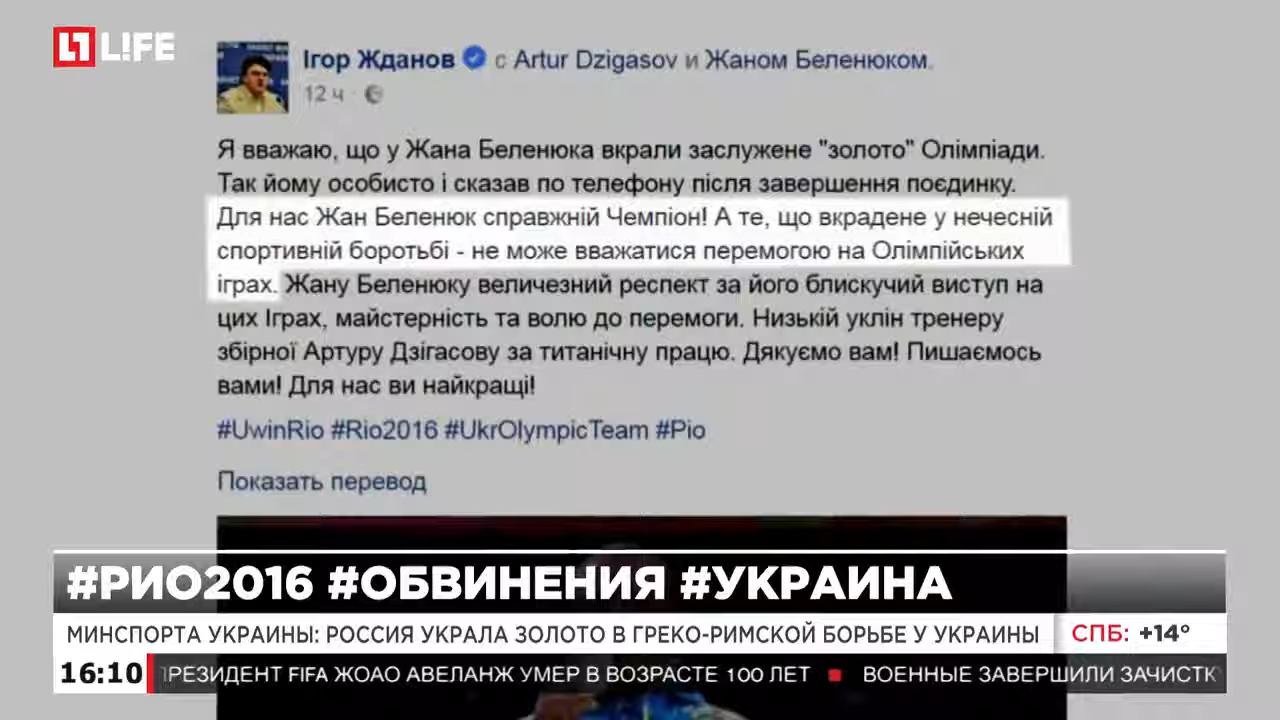 LIFE
Ігор Жданов с Artur Dzigasov и Жаном Беленюком.
12 ч
Я вважаю, що у Жана Беленюка вкрали заслужене "золото" Олімпіади.
Так йому особисто і сказав по телефону після завершення поєдинку.
Для нас Жан Беленюк справжній Чемпіон! А те, що вкрадене у нечесній
спортивній боротьбі - не може вважатися перемогою на Олімпійських
іграх. Жану Беленюку величезний респект за його блискучий виступ на
цих Іграх, майстерність та волю до перемоги. Низькій уклін тренеру
збірної Артуру Дзігасову за титанічну працю. Дякуємо вам! Пишаємось
вами! Для нас ви найкращі!
#UwinRio #Rio2016 #UkrOlympicTeam #Ріо
Показать перевод
#РИО2016 #ОБВИНЕНИЯ #УКРАИНА
МИНСПОРТА УКРАИНЫ: РОССИЯ УКРАЛА ЗОЛОТО В ГРЕКО-РИМСКОЙ БОРЬБЕ У УКРАИНЫ
СПБ: +14°
16:10
ПРЕЗИДЕНТ FIFA ЖОАО АВЕЛАНЖ УМЕР В ВОЗРАСТЕ 100 ЛЕТ ■ ВОЕННЫЕ ЗАВЕРШИЛИ ЗАЧИСТК